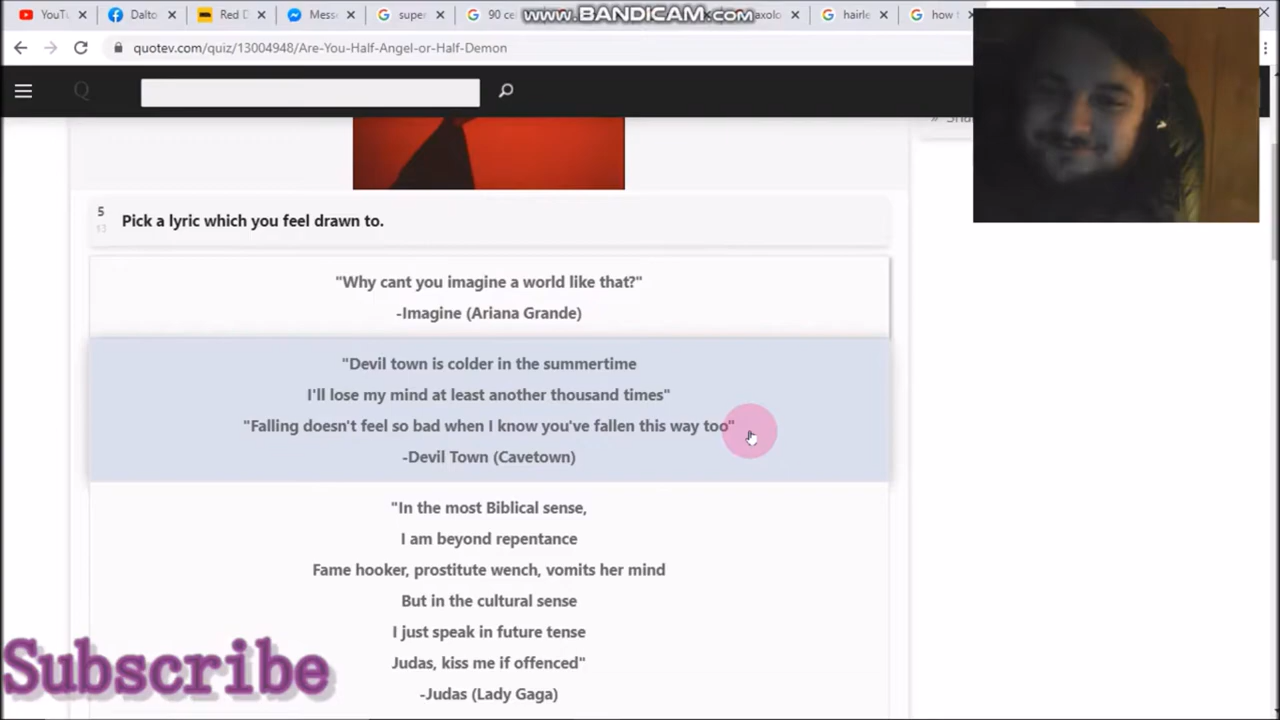 YouTu
Dalto
Red D
Mess
super
90 ce
www.BANDICAM.com
axolo
hairle
how t
quotev.com/quiz/13004948/Are-You-Half-Angel-or-Half-Demon
Q
» Sha
5
13
Pick a lyric which you feel drawn to.
"Why cant you imagine a world like that?"
-Imagine (Ariana Grande)
"Devil town is colder in the summertime
I'll lose my mind at least another thousand times"
"Falling doesn't feel so bad when I know you've fallen this way too"
-Devil Town (Cavetown)
"In the most Biblical sense,
I am beyond repentance
Fame hooker, prostitute wench, vomits her mind
But in the cultural sense
I just speak in future tense
Judas, kiss me if offenced"
-Judas (Lady Gaga)
Subscribe